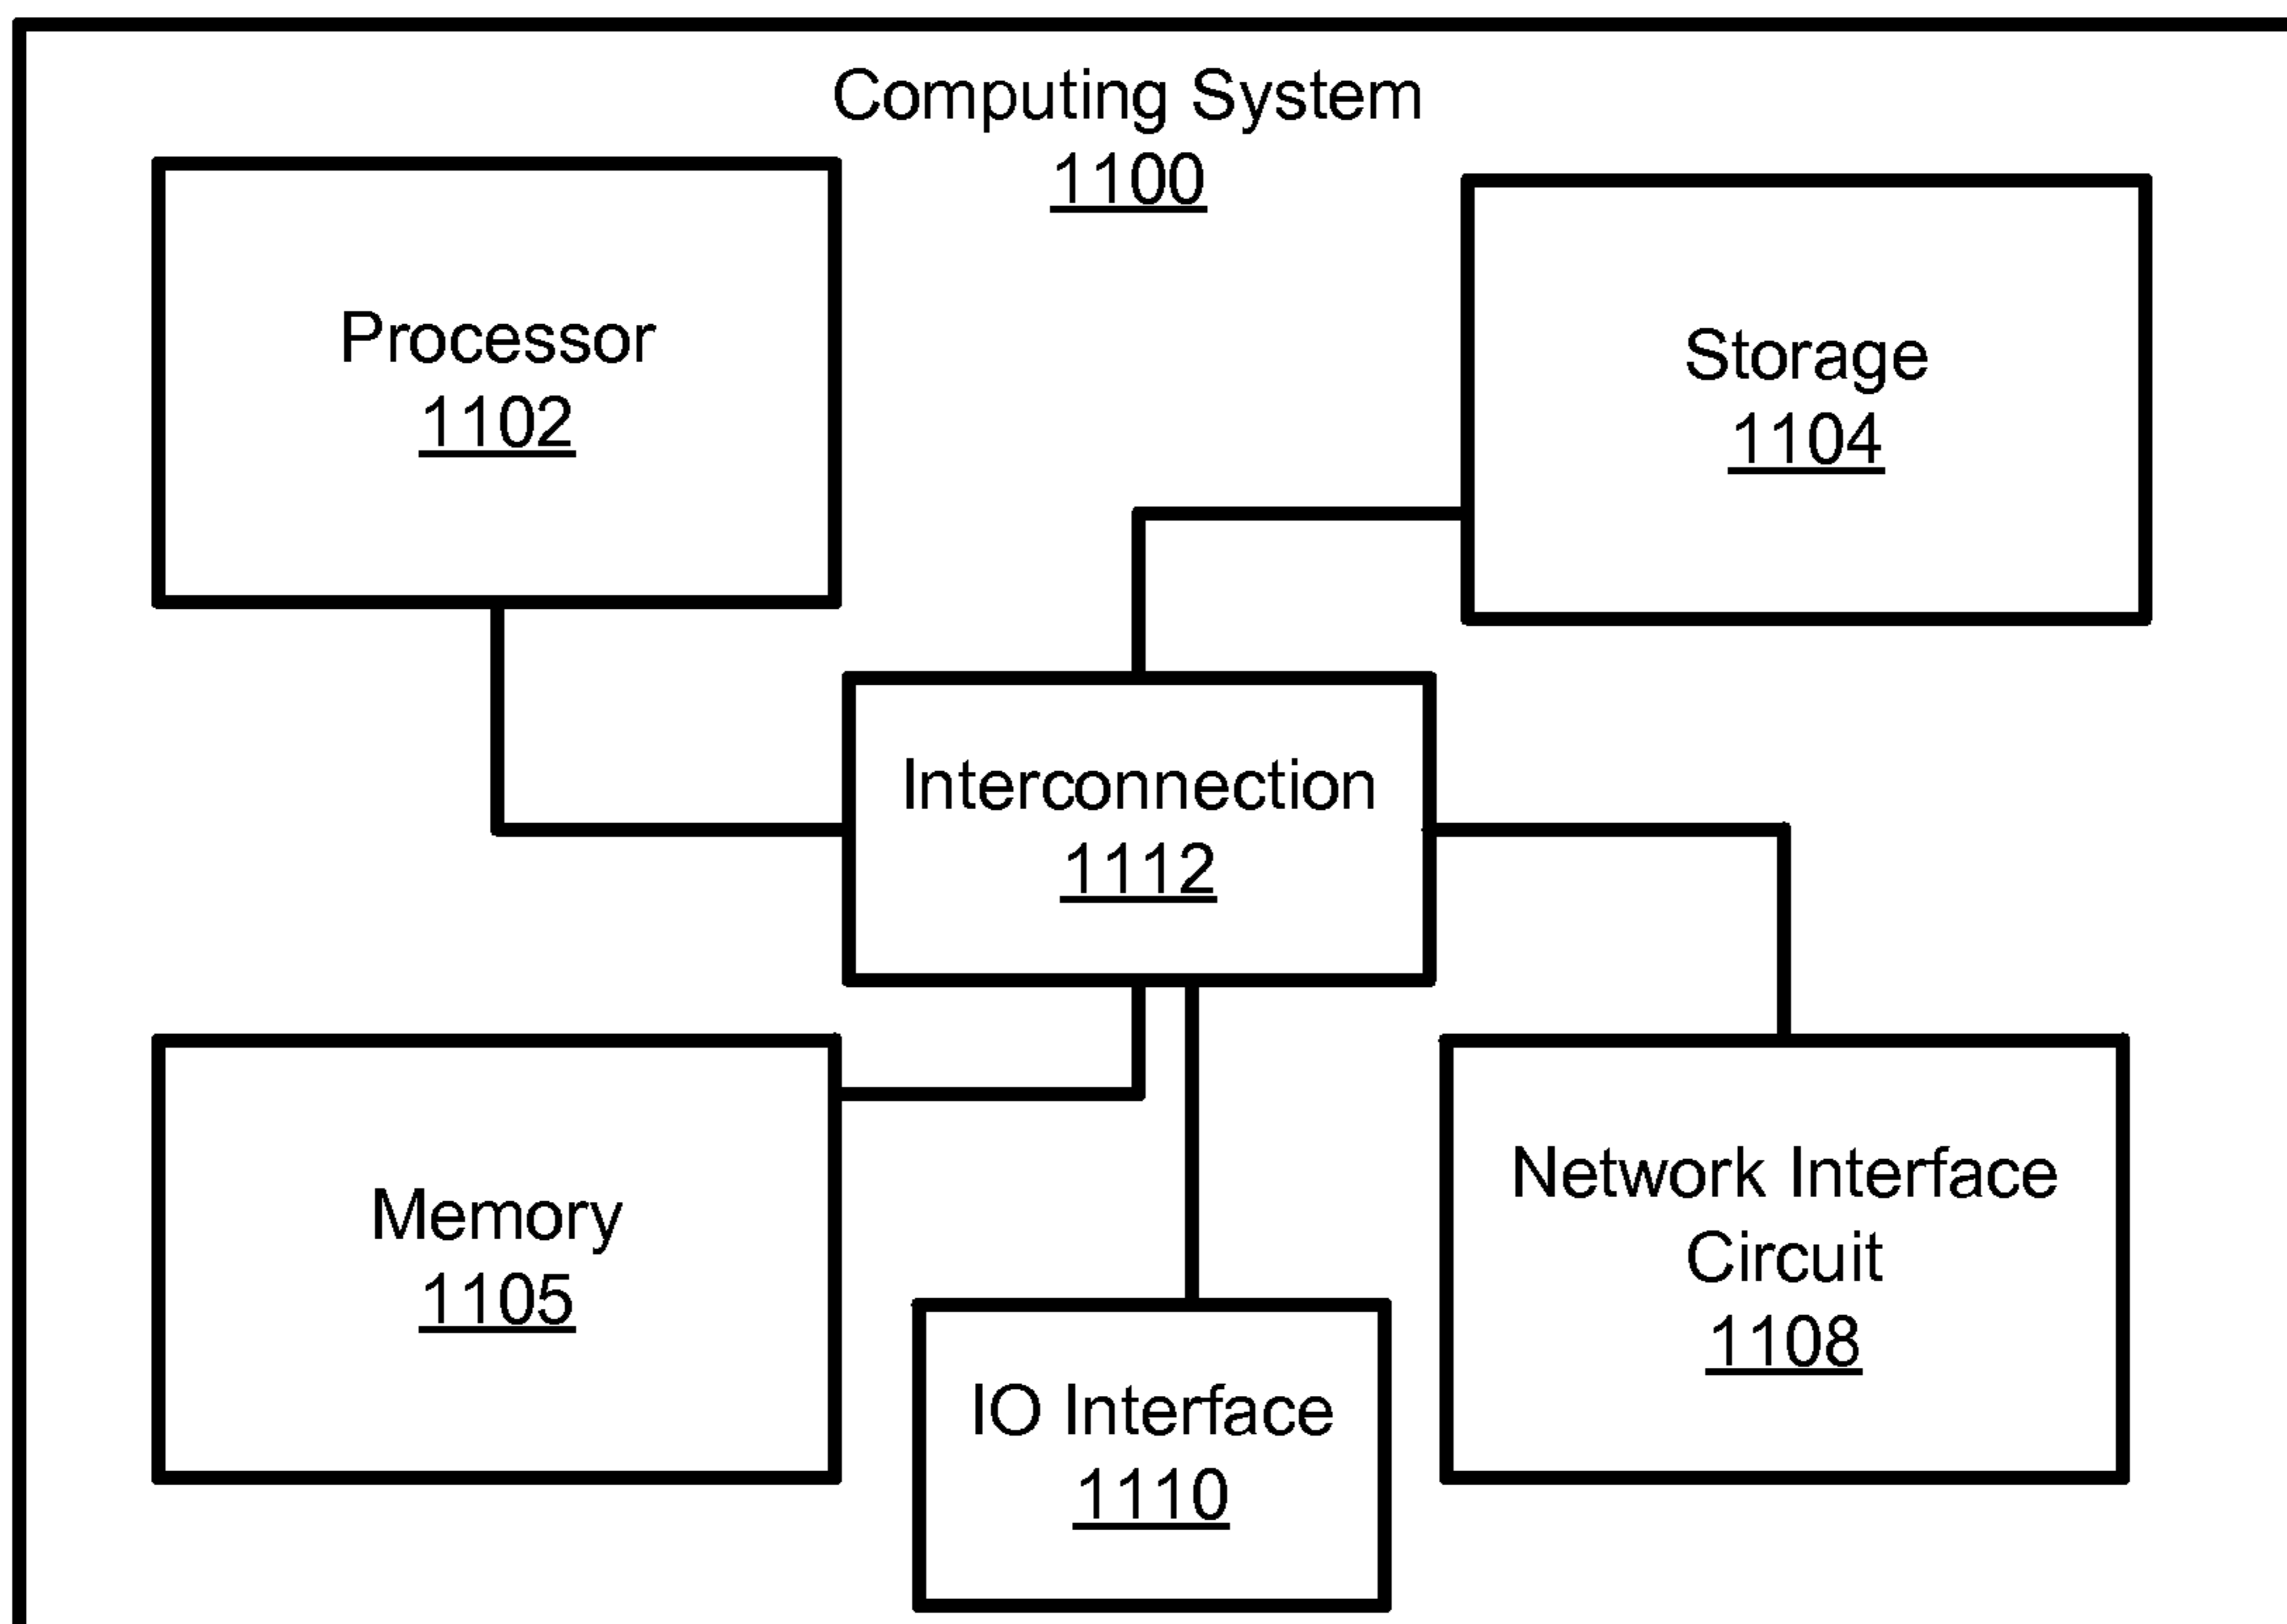 Computing System
1100
Processor
1102
Storage
1104
Interconnection
1112
Memory
1105
Network Interface
Circuit
1108
IO Interface
1110